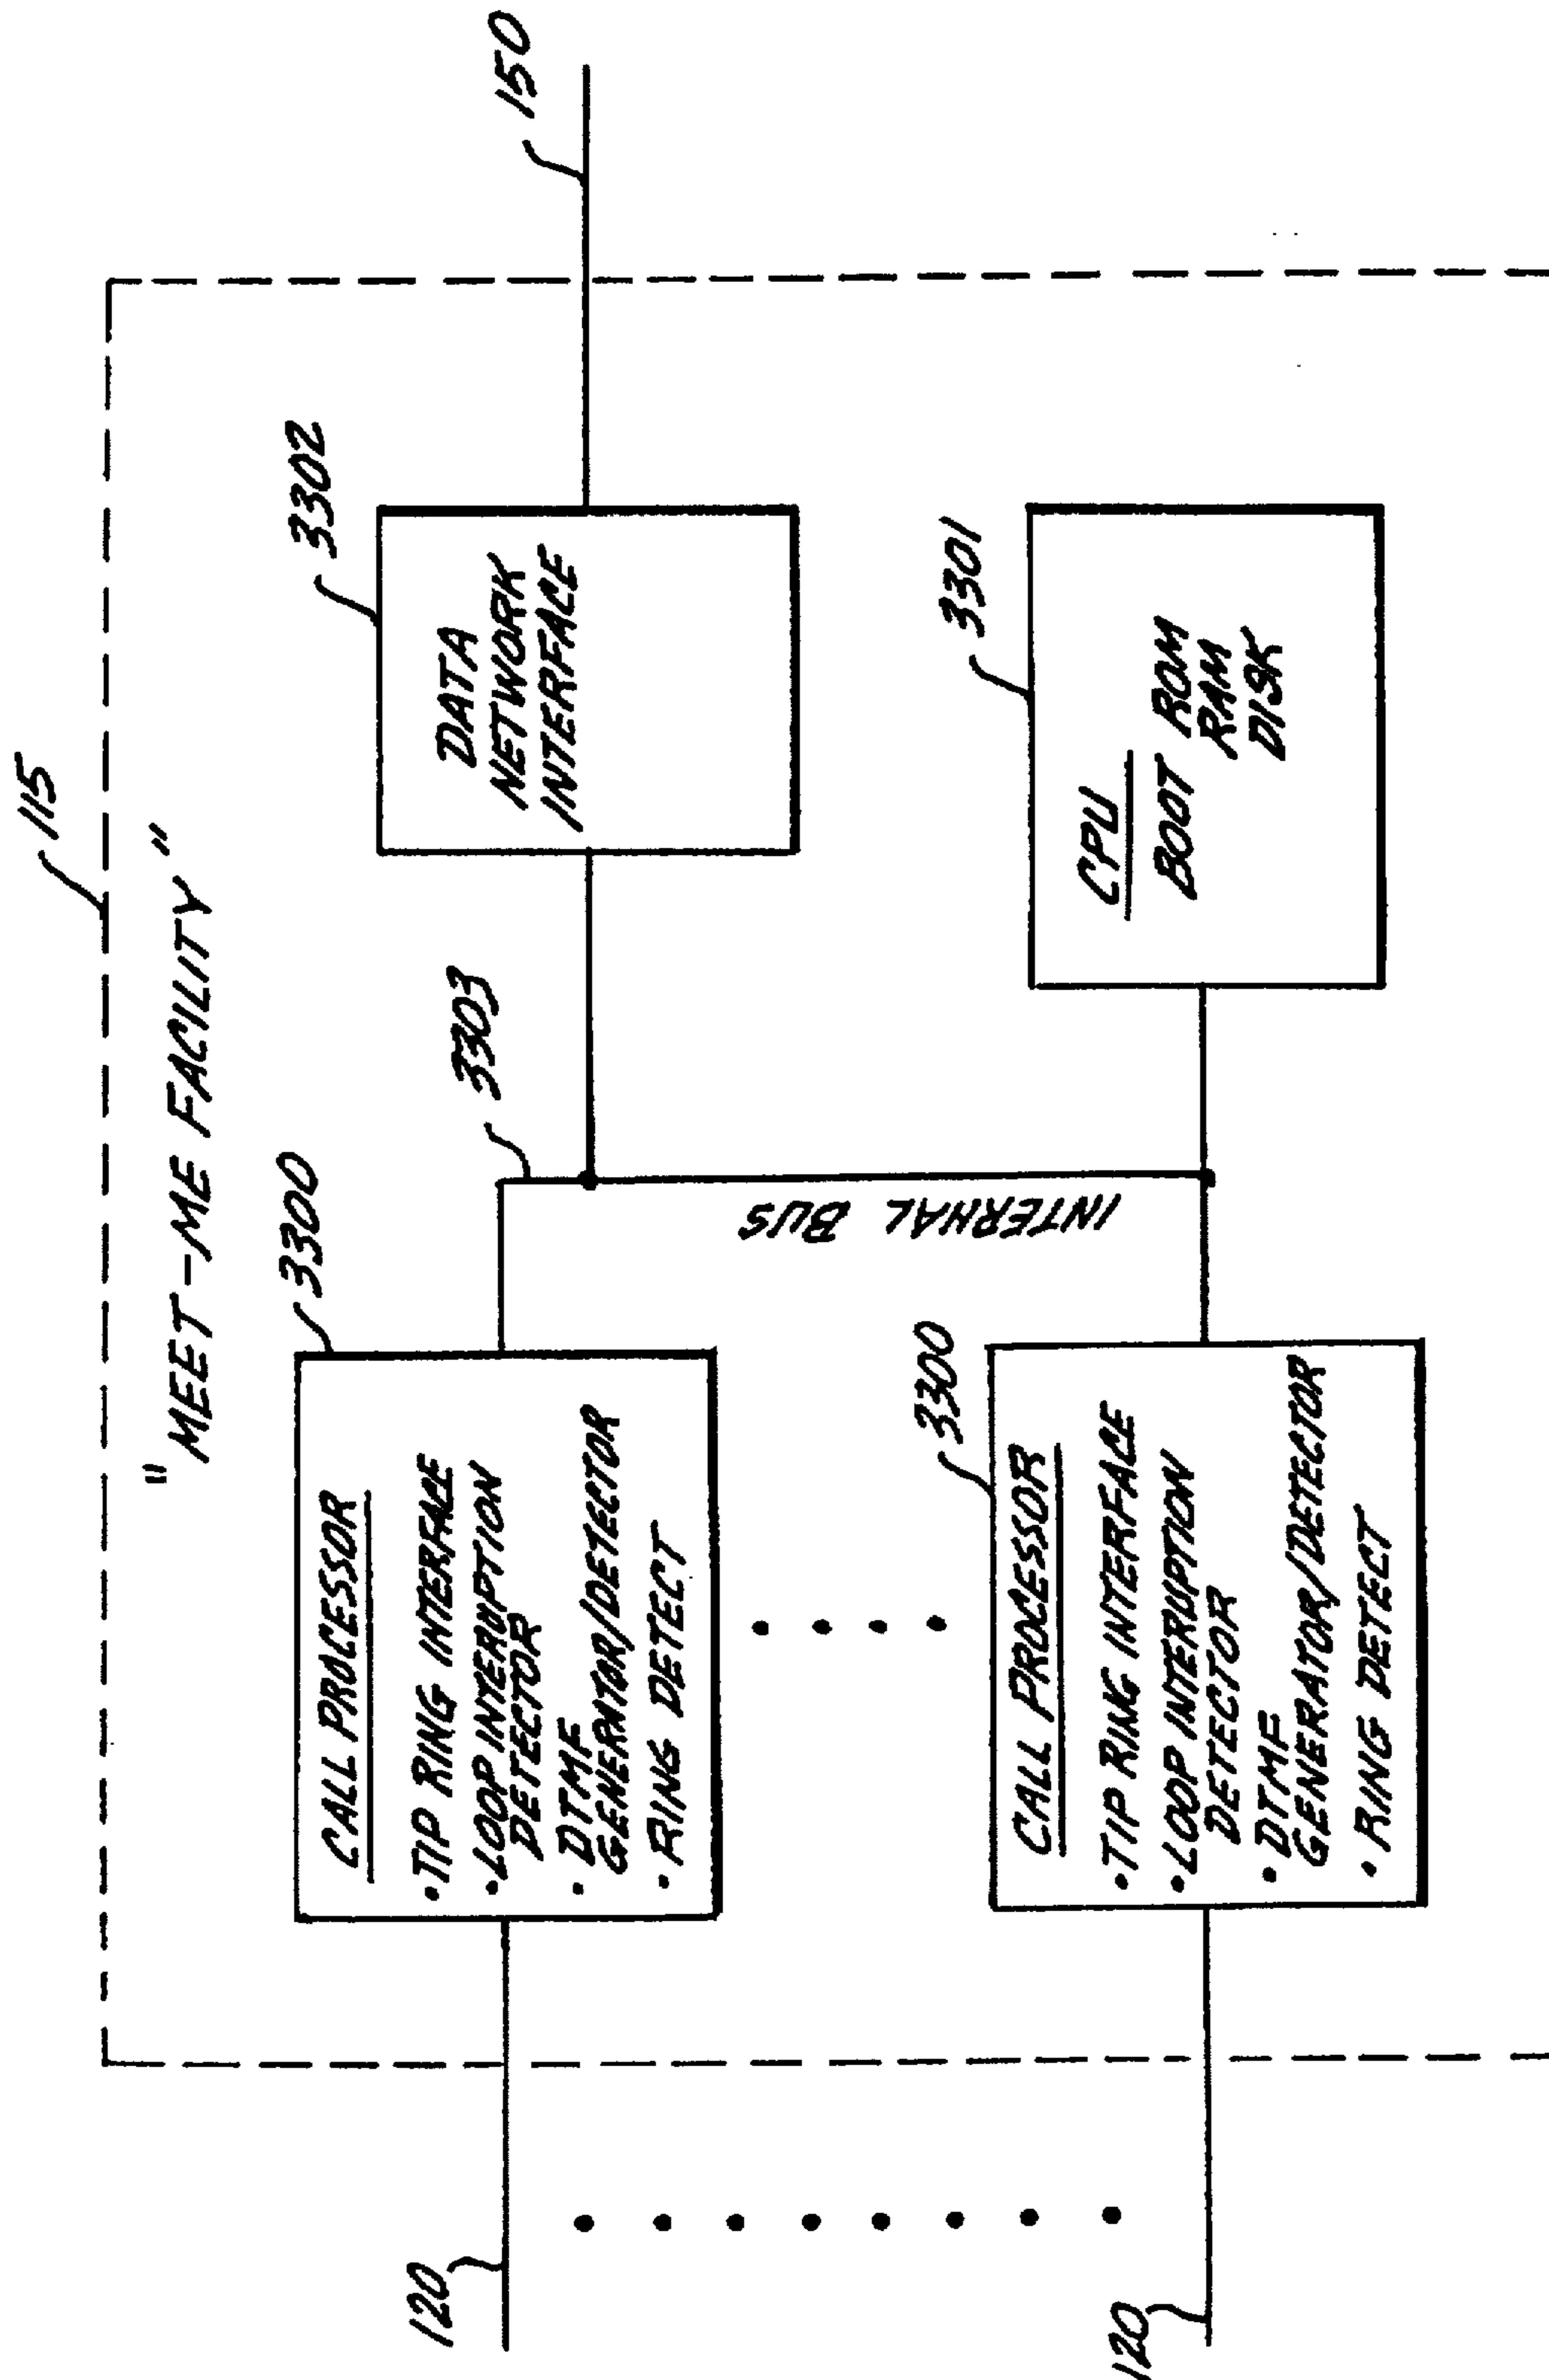 115
"MEET-ME FACILITY"
3300
CALL PROCESSOR
•TIP RING INTERFACE
•LOOP INTERUPTION
DETECTOR
• DTMF
GENERATOR/DETECTOR
• RING DETECT
120
3303
INTERNAL BUS
3302
DATA
NETWORK
INTERFACE
150
3300
CALL PROCESSOR
•TIP RING INTERFACE
•LOOP INTERUPTION
DETECTOR
• DTMF
GENERATOR/DETECTOR
• RING DETECT
120
3301
CPU
BOOT ROM
RAM
DISK